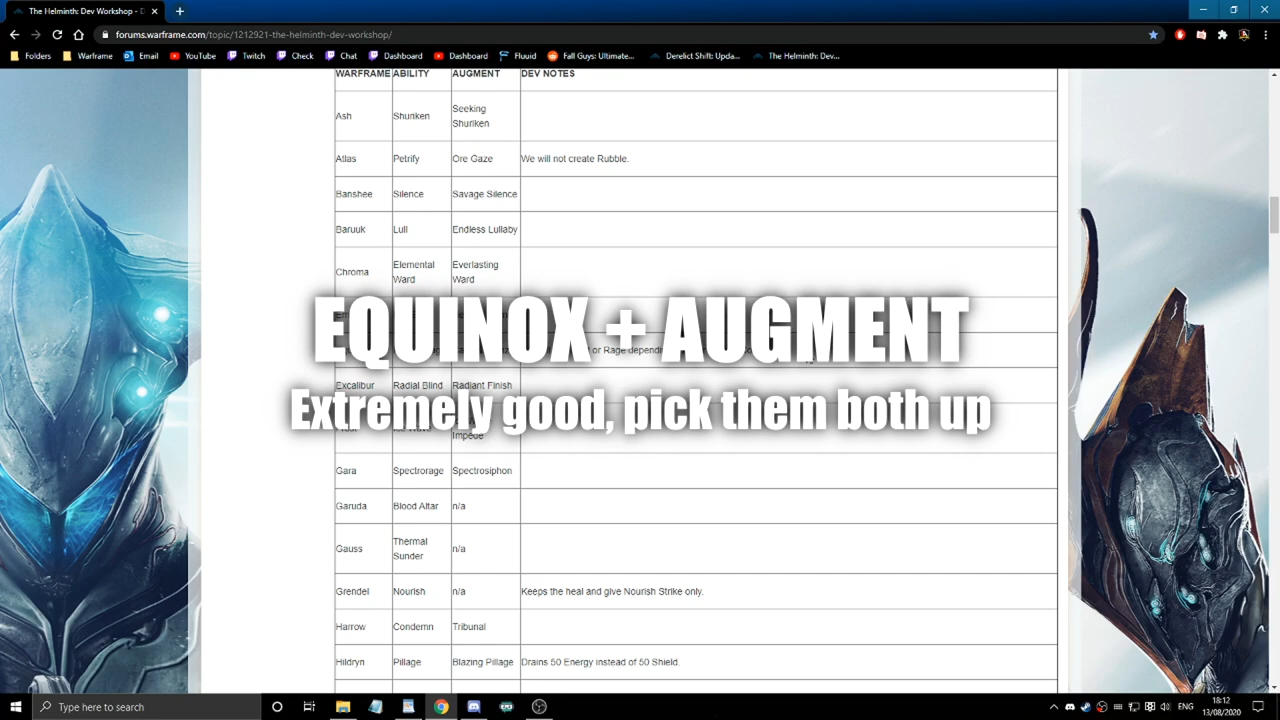 The Helminth: Dev Workshop - D
forums.warframe.com/topic/1212921-the-helminth-dev-workshop/
Folders Warframe Email YouTube Twitch Check Chat Dashboard Dashboard Fluuid Fall Guys: Ultimate... Derelict Shift: Upda... The Helminth: Dev...
WARFRAME ABILITY AUGMENT DEV NOTES
Ash Shuriken Seeking
Shuriken
Atlas Petrify Ore Gaze We will not create Rubble.
Banshee Silence Savage Silence
Baruuk Lull Endless Lullaby
Chroma Elemental
Ward Everlasting
Ward
EQUINOX + AUGMENT
or Rage
Excalibur Radial Blind Radiant Finish
Extremely good, pick them both up
Impede
Gara Spectrorage Spectrosiphon
Garuda Blood Altar n/a
Gauss Thermal
Sunder n/a
Grendel Nourish n/a Keeps the heal and give Nourish Strike only.
Harrow Condemn Tribunal
Hildryn Pillage Blazing Pillage Drains 50 Energy instead of 50 Shield.
Type here to search
18:12
13/08/2020